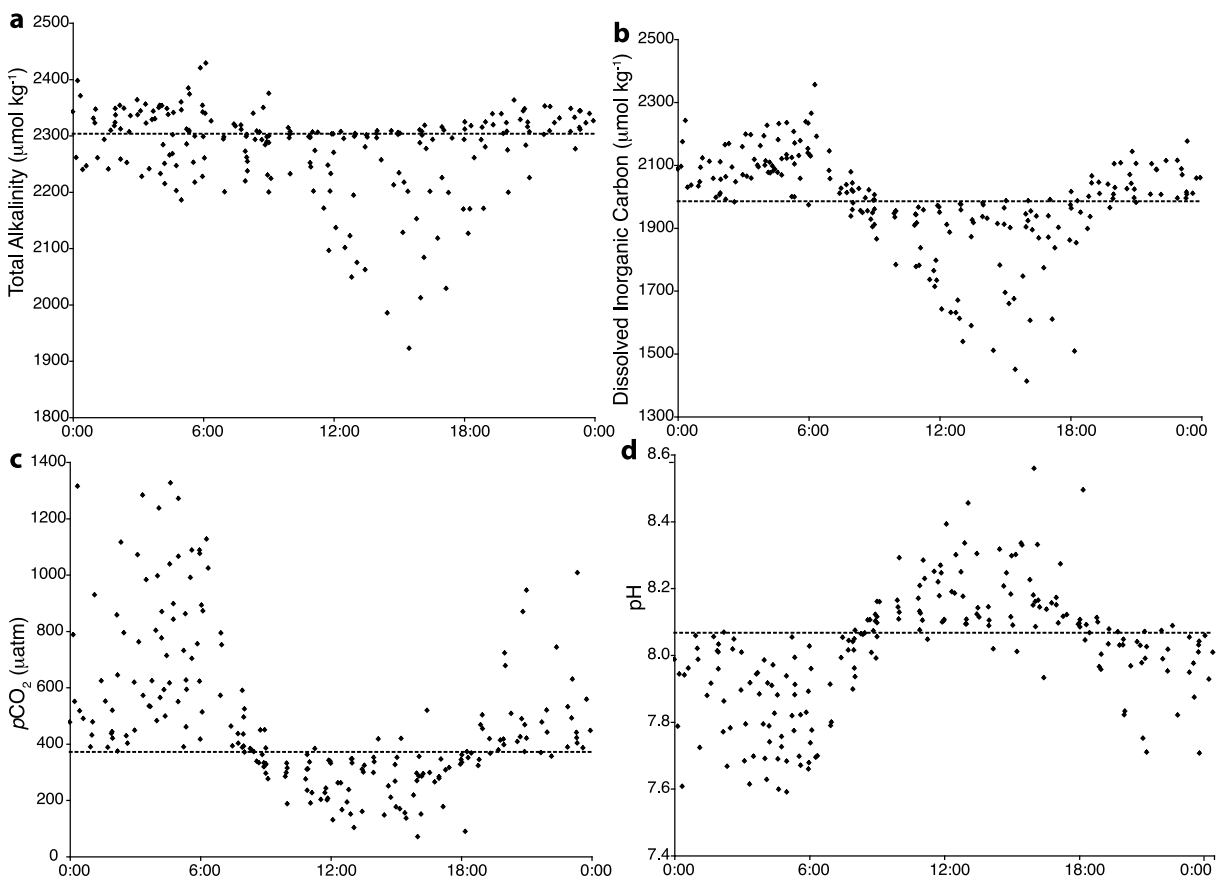 a
2500
2400
2300
2200
2100
2000
1900
1800
Total Alkalinity (μmol kg⁻¹)
0:00 6:00 12:00 18:00 0:00
b
2500
2300
2100
1900
1700
1500
1300
Dissolved Inorganic Carbon (μmol kg⁻¹)
0:00 6:00 12:00 18:00 0:00
c
1400
1200
1000
800
600
400
200
0
pCO₂ (μatm)
0:00 6:00 12:00 18:00 0:00
d
8.6
8.4
8.2
8.0
7.8
7.6
7.4
pH
0:00 6:00 12:00 18:00 0:00